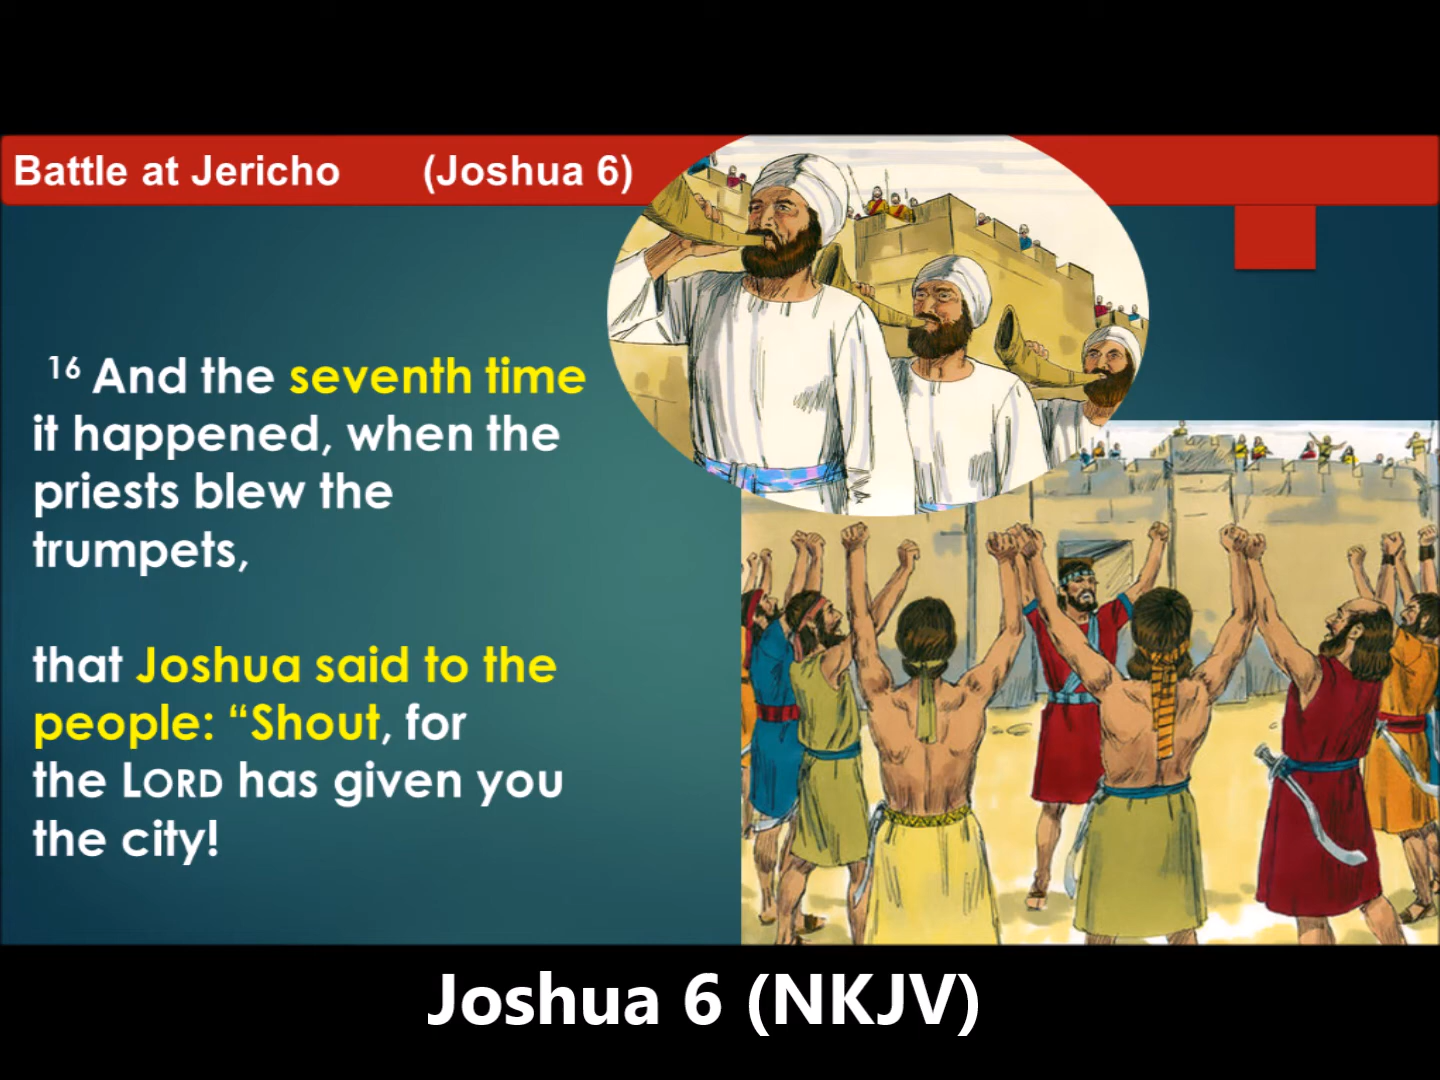 Battle at Jericho (Joshua 6)
16 And the seventh time
it happened, when the
priests blew the
trumpets,
that Joshua said to the
people: “Shout, for
the LORD has given you
the city!
Joshua 6 (NKJV)